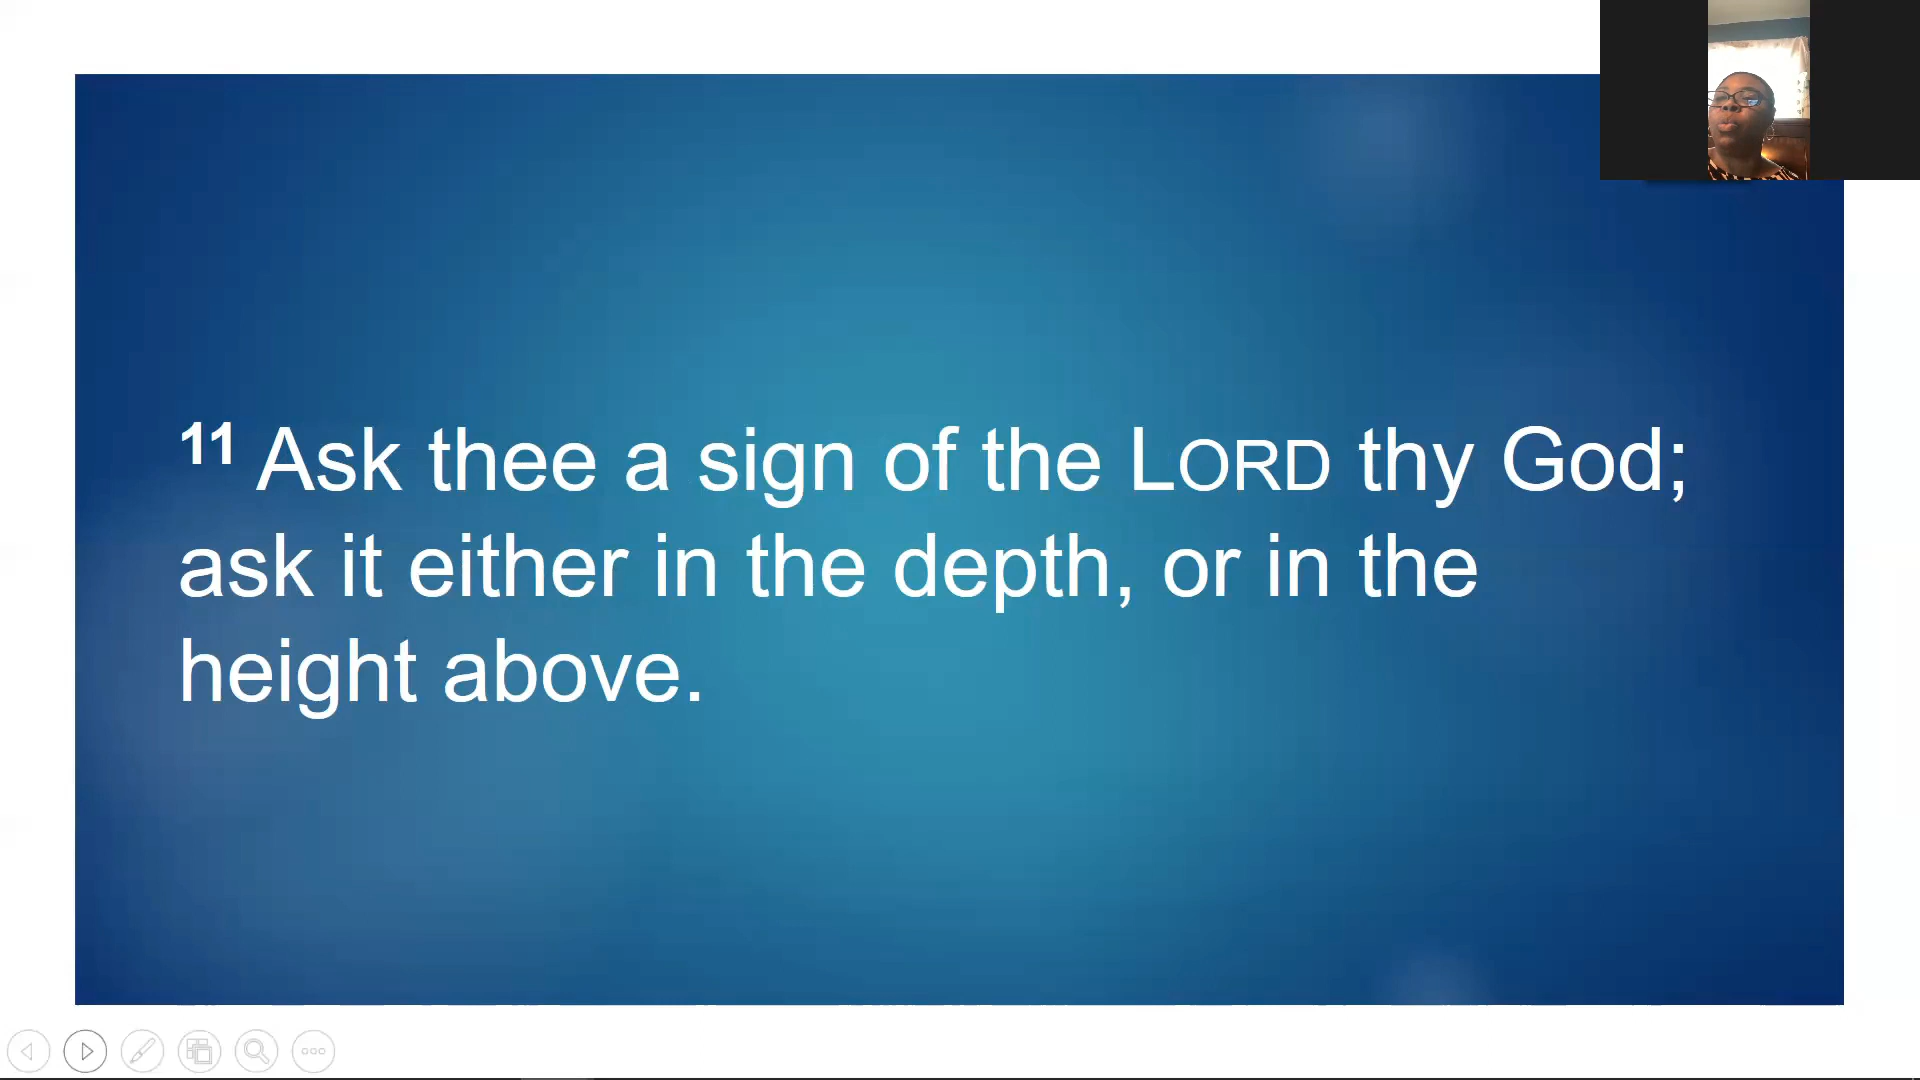 11 Ask thee a sign of the LORD thy God;
ask it either in the depth, or in the
height above.